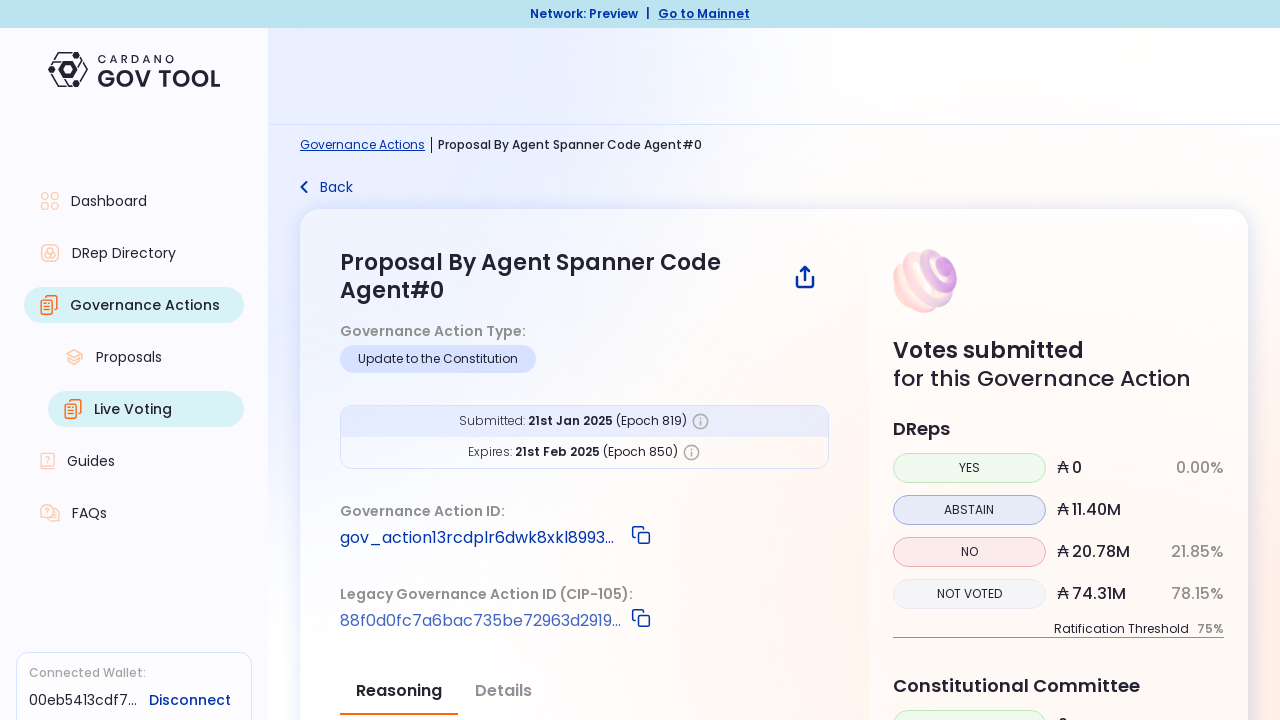 Network: Preview | Go to Mainnet
CARDANO
GOV TOOL
Dashboard
DRep Directory
Governance Actions
Proposals
Live Voting
Guides
FAQs
Connected Wallet:
00eb5413cdf7... Disconnect
Governance Actions | Proposal By Agent Spanner Code Agent#0
Back
Proposal By Agent Spanner Code
Agent#0
Governance Action Type:
Update to the Constitution
Submitted: 21st Jan 2025 (Epoch 819)
Expires: 21st Feb 2025 (Epoch 850)
Governance Action ID:
gov_action13rcdplr6dwk8xkl8993...
Legacy Governance Action ID (CIP-105):
88f0d0fc7a6bac735be72963d2919...
Reasoning Details
Votes submitted
for this Governance Action
DReps
YES ₳ 0 0.00%
ABSTAIN ₳ 11.40M
NO ₳ 20.78M 21.85%
NOT VOTED ₳ 74.31M 78.15%
Ratification Threshold 75%
Constitutional Committee